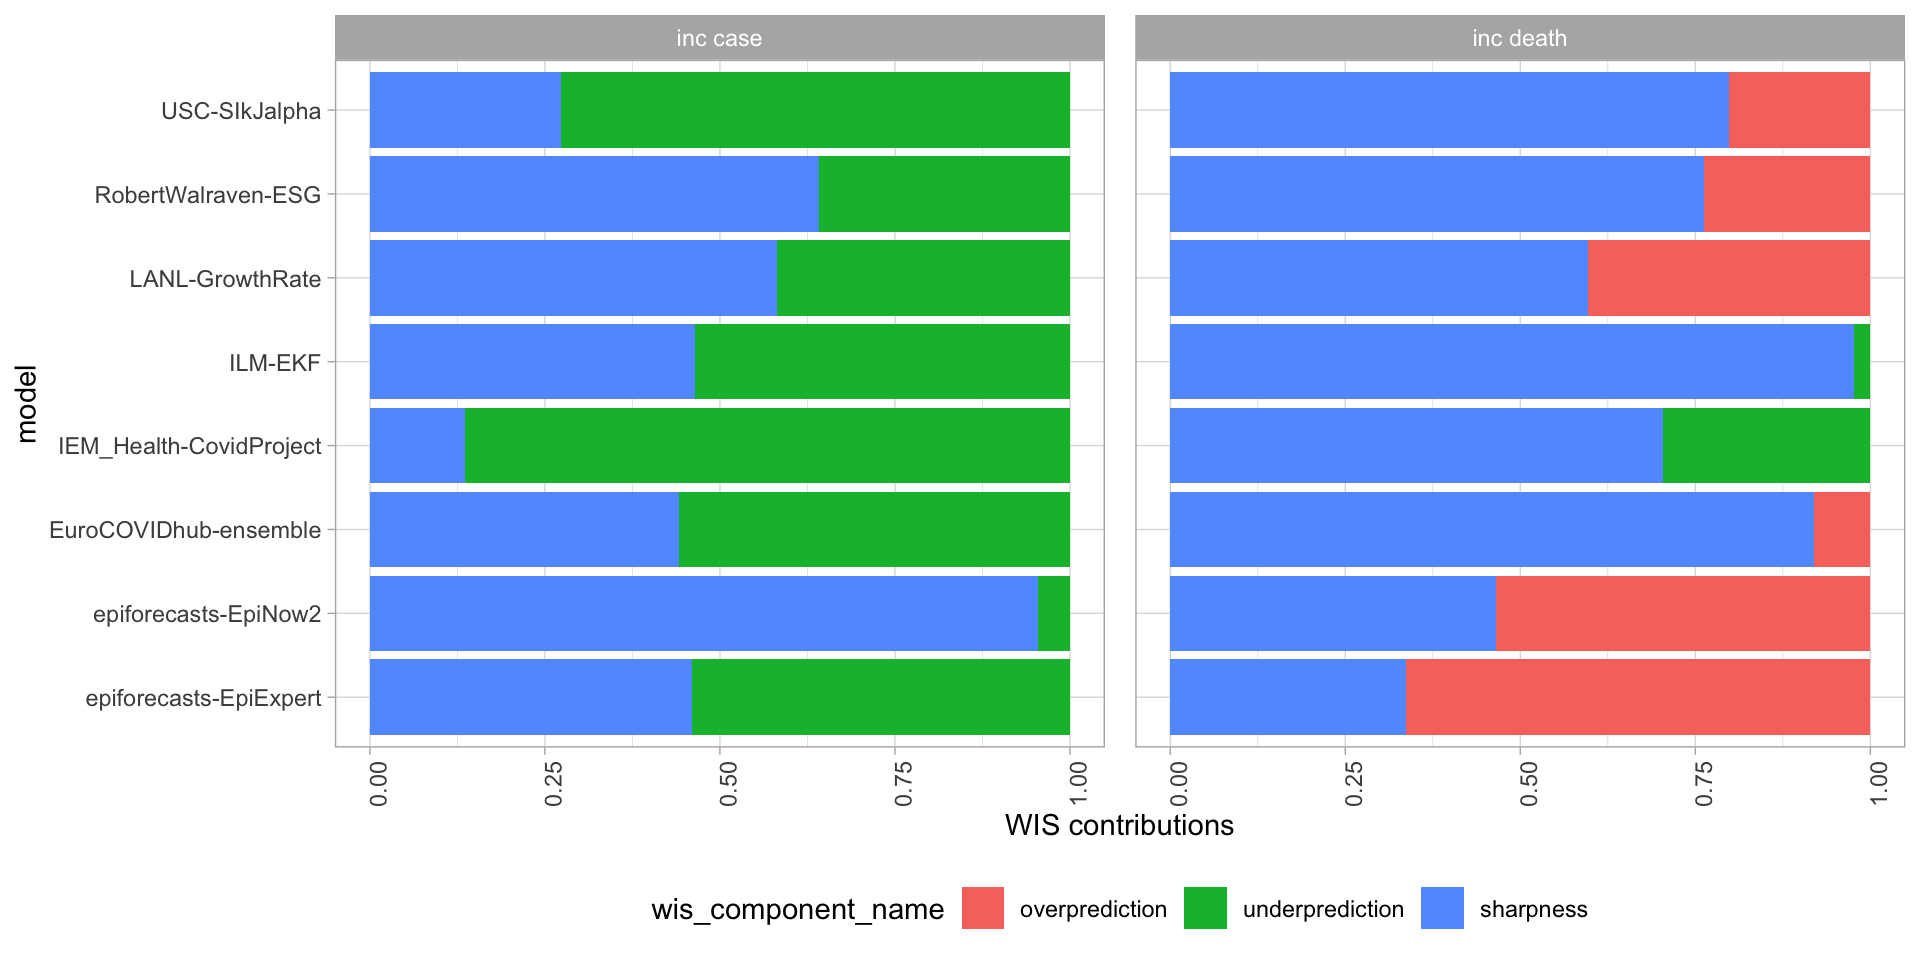 inc case
inc death
USC-SIkJalpha
RobertWalraven-ESG
LANL-GrowthRate
ILM-EKF
IEM_Health-CovidProject
EuroCOVIDhub-ensemble
epiforecasts-EpiNow2
epiforecasts-EpiExpert
model
0.00 0.25 0.50 0.75 1.00
0.00 0.25 0.50 0.75 1.00
WIS contributions
wis_component_name overprediction underprediction sharpness